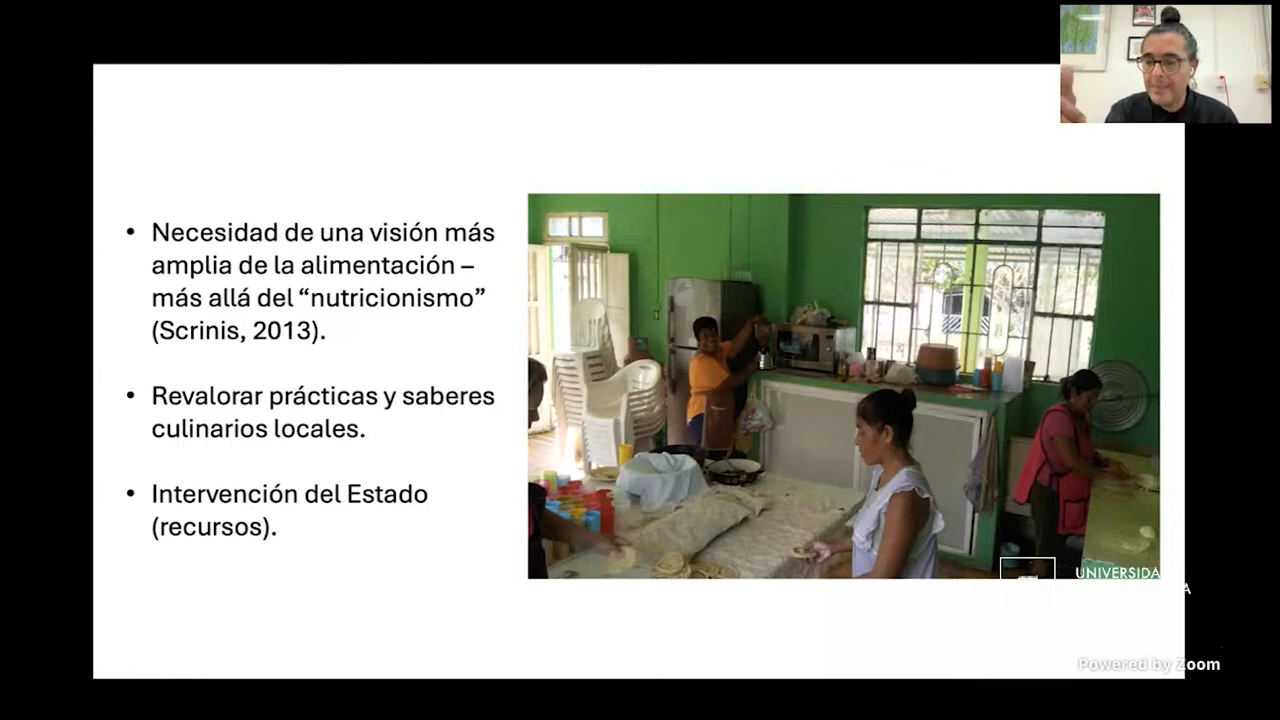 • Necesidad de una visión más
amplia de la alimentación –
más allá del “nutricionismo”
(Scrinis, 2013).
• Revalorar prácticas y saberes
culinarios locales.
• Intervención del Estado
(recursos).
UNIVERSIDA
Powered by Zoom